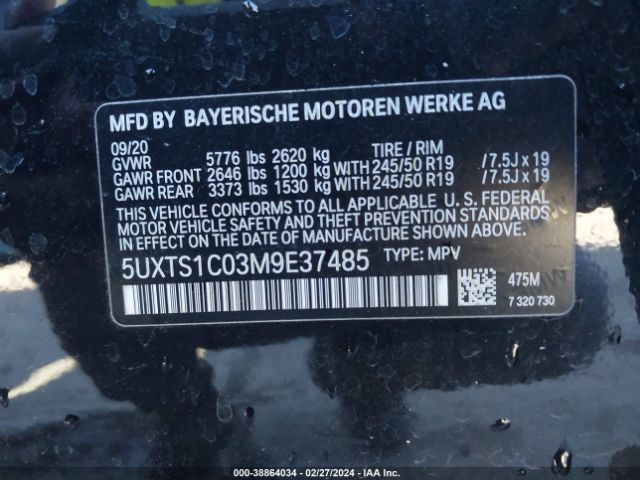 MFD BY BAYERISCHE MOTOREN WERKE AG
09/20 TIRE / RIM
GVWR 5776 lbs 2620 kg
GAWR FRONT 2646 lbs 1200 kg WITH 245/50 R19 / 7.5J x 19
GAWR REAR 3373 lbs 1530 kg WITH 245/50 R19 / 7.5J x 19
THIS VEHICLE CONFORMS TO ALL APPLICABLE U. S. FEDERAL
MOTOR VEHICLE SAFETY AND THEFT PREVENTION STANDARDS
IN EFFECT ON THE DATE OF MANUFACTURE SHOWN ABOVE.
5UXTS1C03M9E37485 TYPE: MPV
475M
7 320 730
000-38864034 / 02/27/2024 - IAA Inc.